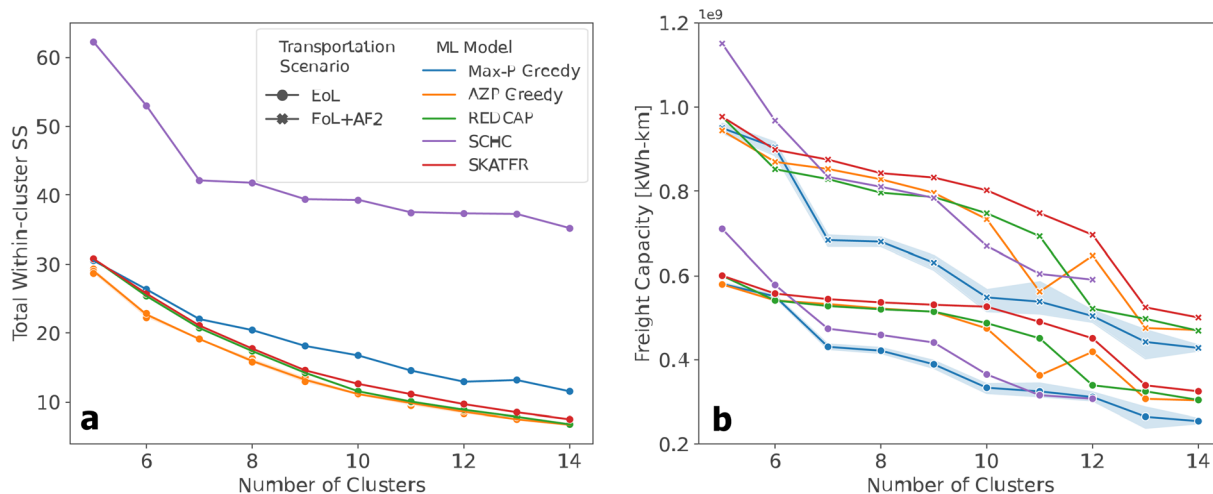 Total Within-cluster SS
60
50
40
30
20
10
6
8
10
12
14
Number of Clusters
a
Transportation
Scenario
EoL
EoL+AF2
ML Model
Max-P Greedy
AZP Greedy
REDCAP
SCHC
SKATER
1e9
Freight Capacity [kWh-km]
1.2
1.0
0.8
0.6
0.4
0.2
6
8
10
12
14
Number of Clusters
b